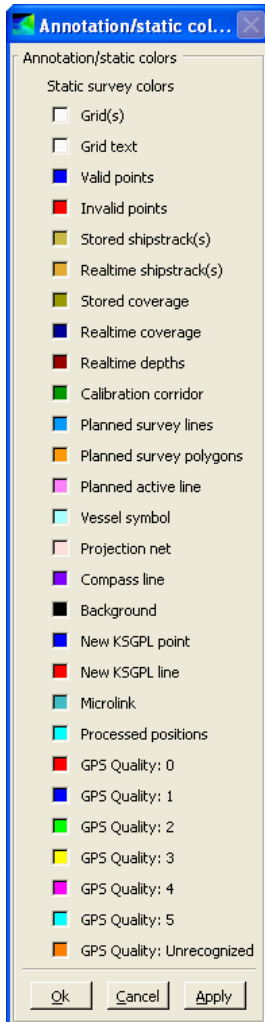 Annotation/static col...
Annotation/static colors
Static survey colors
Grid(s)
Grid text
Valid points
Invalid points
Stored shipstrack(s)
Realtime shipstrack(s)
Stored coverage
Realtime coverage
Realtime depths
Calibration corridor
Planned survey lines
Planned survey polygons
Planned active line
Vessel symbol
Projection net
Compass line
Background
New KSGPL point
New KSGPL line
Microlink
Processed positions
GPS Quality: 0
GPS Quality: 1
GPS Quality: 2
GPS Quality: 3
GPS Quality: 4
GPS Quality: 5
GPS Quality: Unrecognized
Ok Cancel Apply